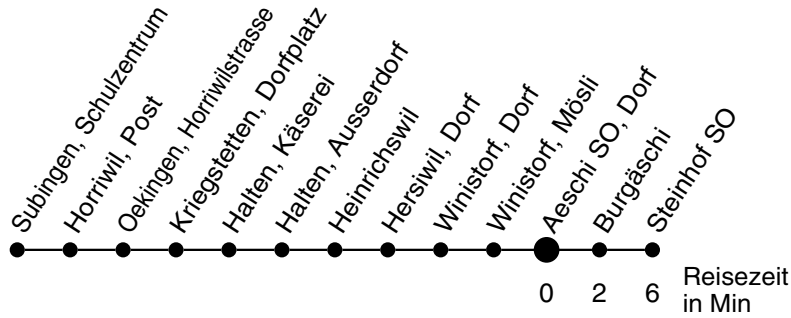 Subingen, Schulzentrum
Horriwil, Post
Oekingen, Horriwilstrasse
Kriegstetten, Dorfplatz
Halten, Käserei
Halten, Ausserdorf
Heinrichswil
Hersiwil, Dorf
Winistorf, Dorf
Winistorf, Mösli
Aeschi SO, Dorf
Burgäschi
Steinhof SO
0 2 6 Reisezeit
in Min